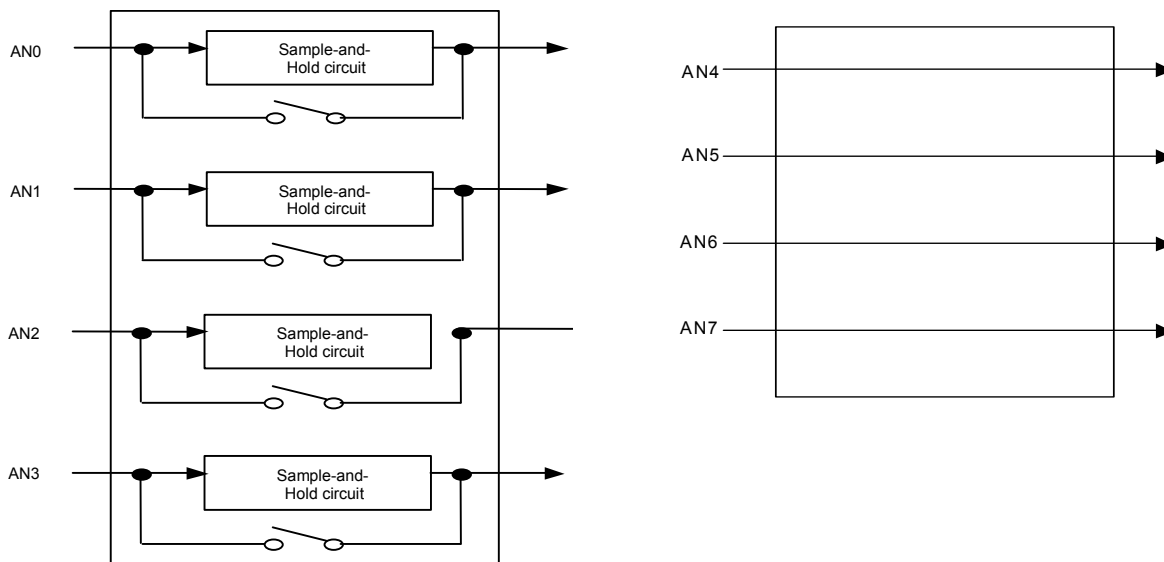 AN0
Sample-and-
Hold circuit
AN1
Sample-and-
Hold circuit
AN2
Sample-and-
Hold circuit
AN3
Sample-and-
Hold circuit
AN4
AN5
AN6
AN7